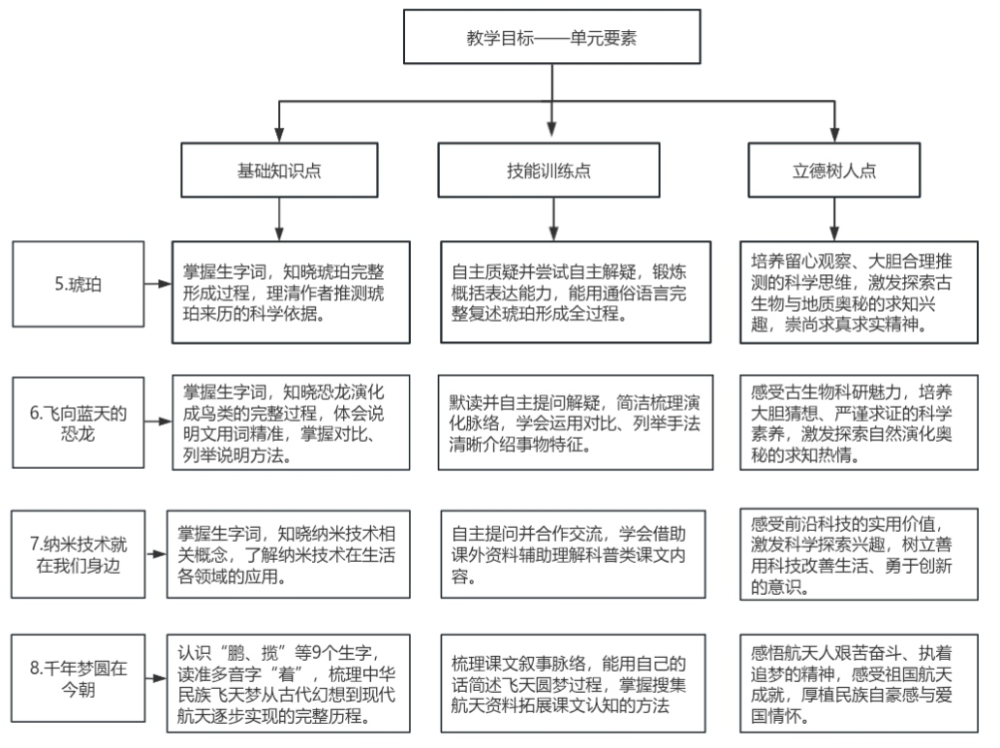 教学目标——单元要素
基础知识点
技能训练点
立德树人点
5.琥珀
掌握生字词，知晓琥珀完整
形成过程，理清作者推测琥
珀来历的科学依据。
自主质疑并尝试自主解疑，锻炼
概括表达能力，能用通俗语言完
整复述琥珀形成全过程。
培养留心观察、大胆合理推
测的科学思维，激发探索古
生物与地质奥秘的求知兴
趣，崇尚求真求实精神。
6.飞向蓝天的
恐龙
掌握生字词，知晓恐龙演化
成鸟类的完整过程，体会说
明文用词精准，掌握对比、
列举说明方法。
默读并自主提问解疑，简洁梳理演
化脉络，学会运用对比、列举手法
清晰介绍事物特征。
感受古生物科研魅力，培养
大胆猜想、严谨求证的科学
素养，激发探索自然演化奥
秘的求知热情。
7.纳米技术就
在我们身边
掌握生字词，知晓纳米技术相
关概念，了解纳米技术在生活
各领域的应用。
自主提问并合作交流，学会借助
课外资料辅助理解科普类课文内
容。
感受前沿科技的实用价值，
激发科学探索兴趣，树立善
用科技改善生活、勇于创新
的意识。
8.千年梦圆在
今朝
认识“鹏、揽”等9个生字，
读准多音字“着”，梳理中华
民族飞天梦从古代幻想到现代
航天逐步实现的完整历程。
梳理课文叙事脉络，能用自己的
话简述飞天圆梦过程，掌握搜集
航天资料拓展课文认知的方法
感悟航天人艰苦奋斗、执着
追梦的精神，感受祖国航天
成就，厚植民族自豪感与爱
国情怀。